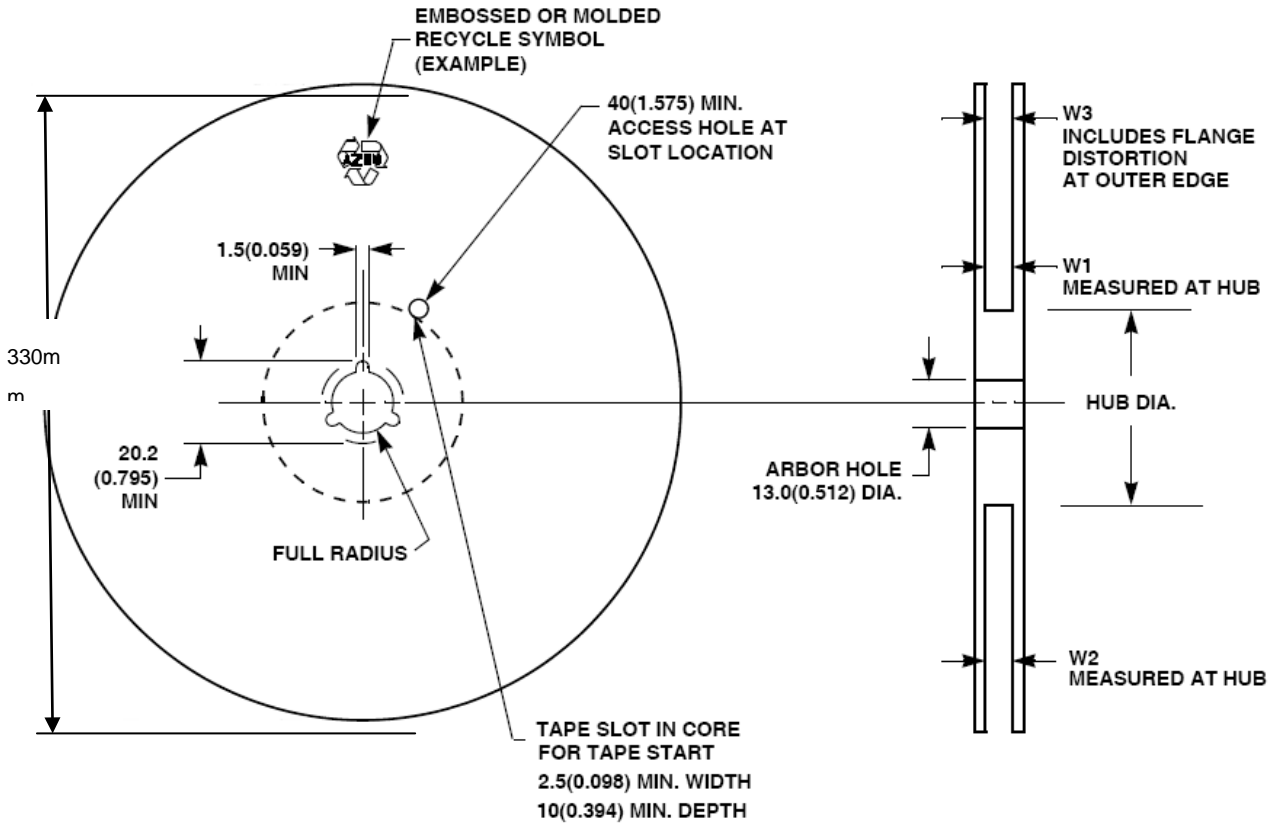 EMBOSSED OR MOLDED
RECYCLE SYMBOL
(EXAMPLE)
40(1.575) MIN.
ACCESS HOLE AT
SLOT LOCATION
W3
INCLUDES FLANGE
DISTORTION
AT OUTER EDGE
1.5(0.059)
MIN
W1
MEASURED AT HUB
330m
m
HUB DIA.
20.2
(0.795)
MIN
ARBOR HOLE
13.0(0.512) DIA.
FULL RADIUS
W2
MEASURED AT HUB
TAPE SLOT IN CORE
FOR TAPE START
2.5(0.098) MIN. WIDTH
10(0.394) MIN. DEPTH